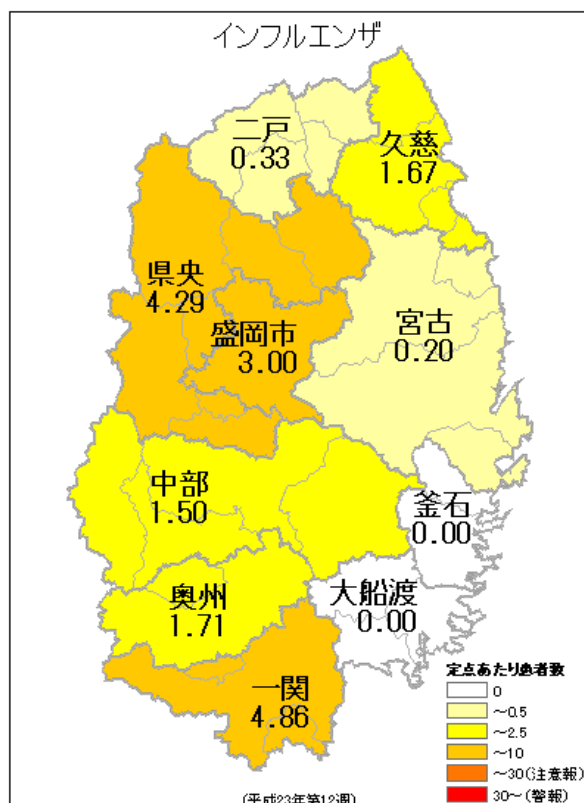 インフルエンザ
二戸
0.33
久慈
1.67
県央
4.29
盛岡市
3.00
宮古
0.20
中部
1.50
釜石
0.00
奥州
1.71
大船渡
0.00
一関
4.86
定点あたり患者数
0
～0.5
～2.5
～10
～30(注意報)
30～(警報)
(平成23年第12週)